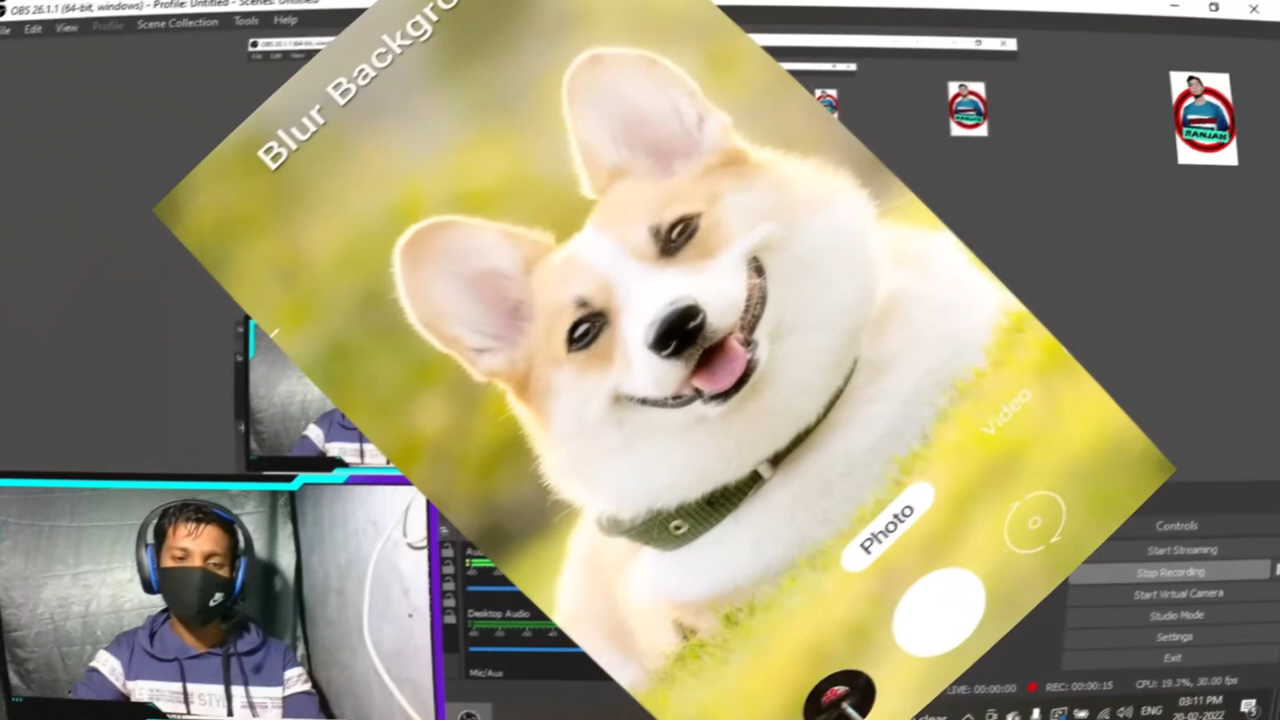 OBS 26.1.1 (64-bit, windows) - Profile: Untitled - Scenes: Untitled
Edit View Profile Scene Collection Tools Help
Blur Backgro
RANJAN
RANJAN
Video
Photo
STYL
Desktop Audio
Mic/Aux
Controls
Start Streaming
Stop Recording
Start Virtual Camera
Studio Mode
Settings
Exit
LIVE: 00:00:00 REC: 00:00:15 CPU: 19.3%, 30.00 fps
clear ENG 03:11 PM
20-02-2022 5